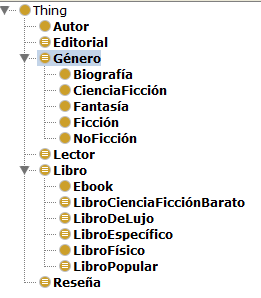 Thing
Autor
Editorial
Género
Biografía
CienciaFicción
Fantasía
Ficción
NoFicción
Lector
Libro
Ebook
LibroCienciaFicciónBarato
LibroDeLujo
LibroEspecífico
LibroFísico
LibroPopular
Reseña